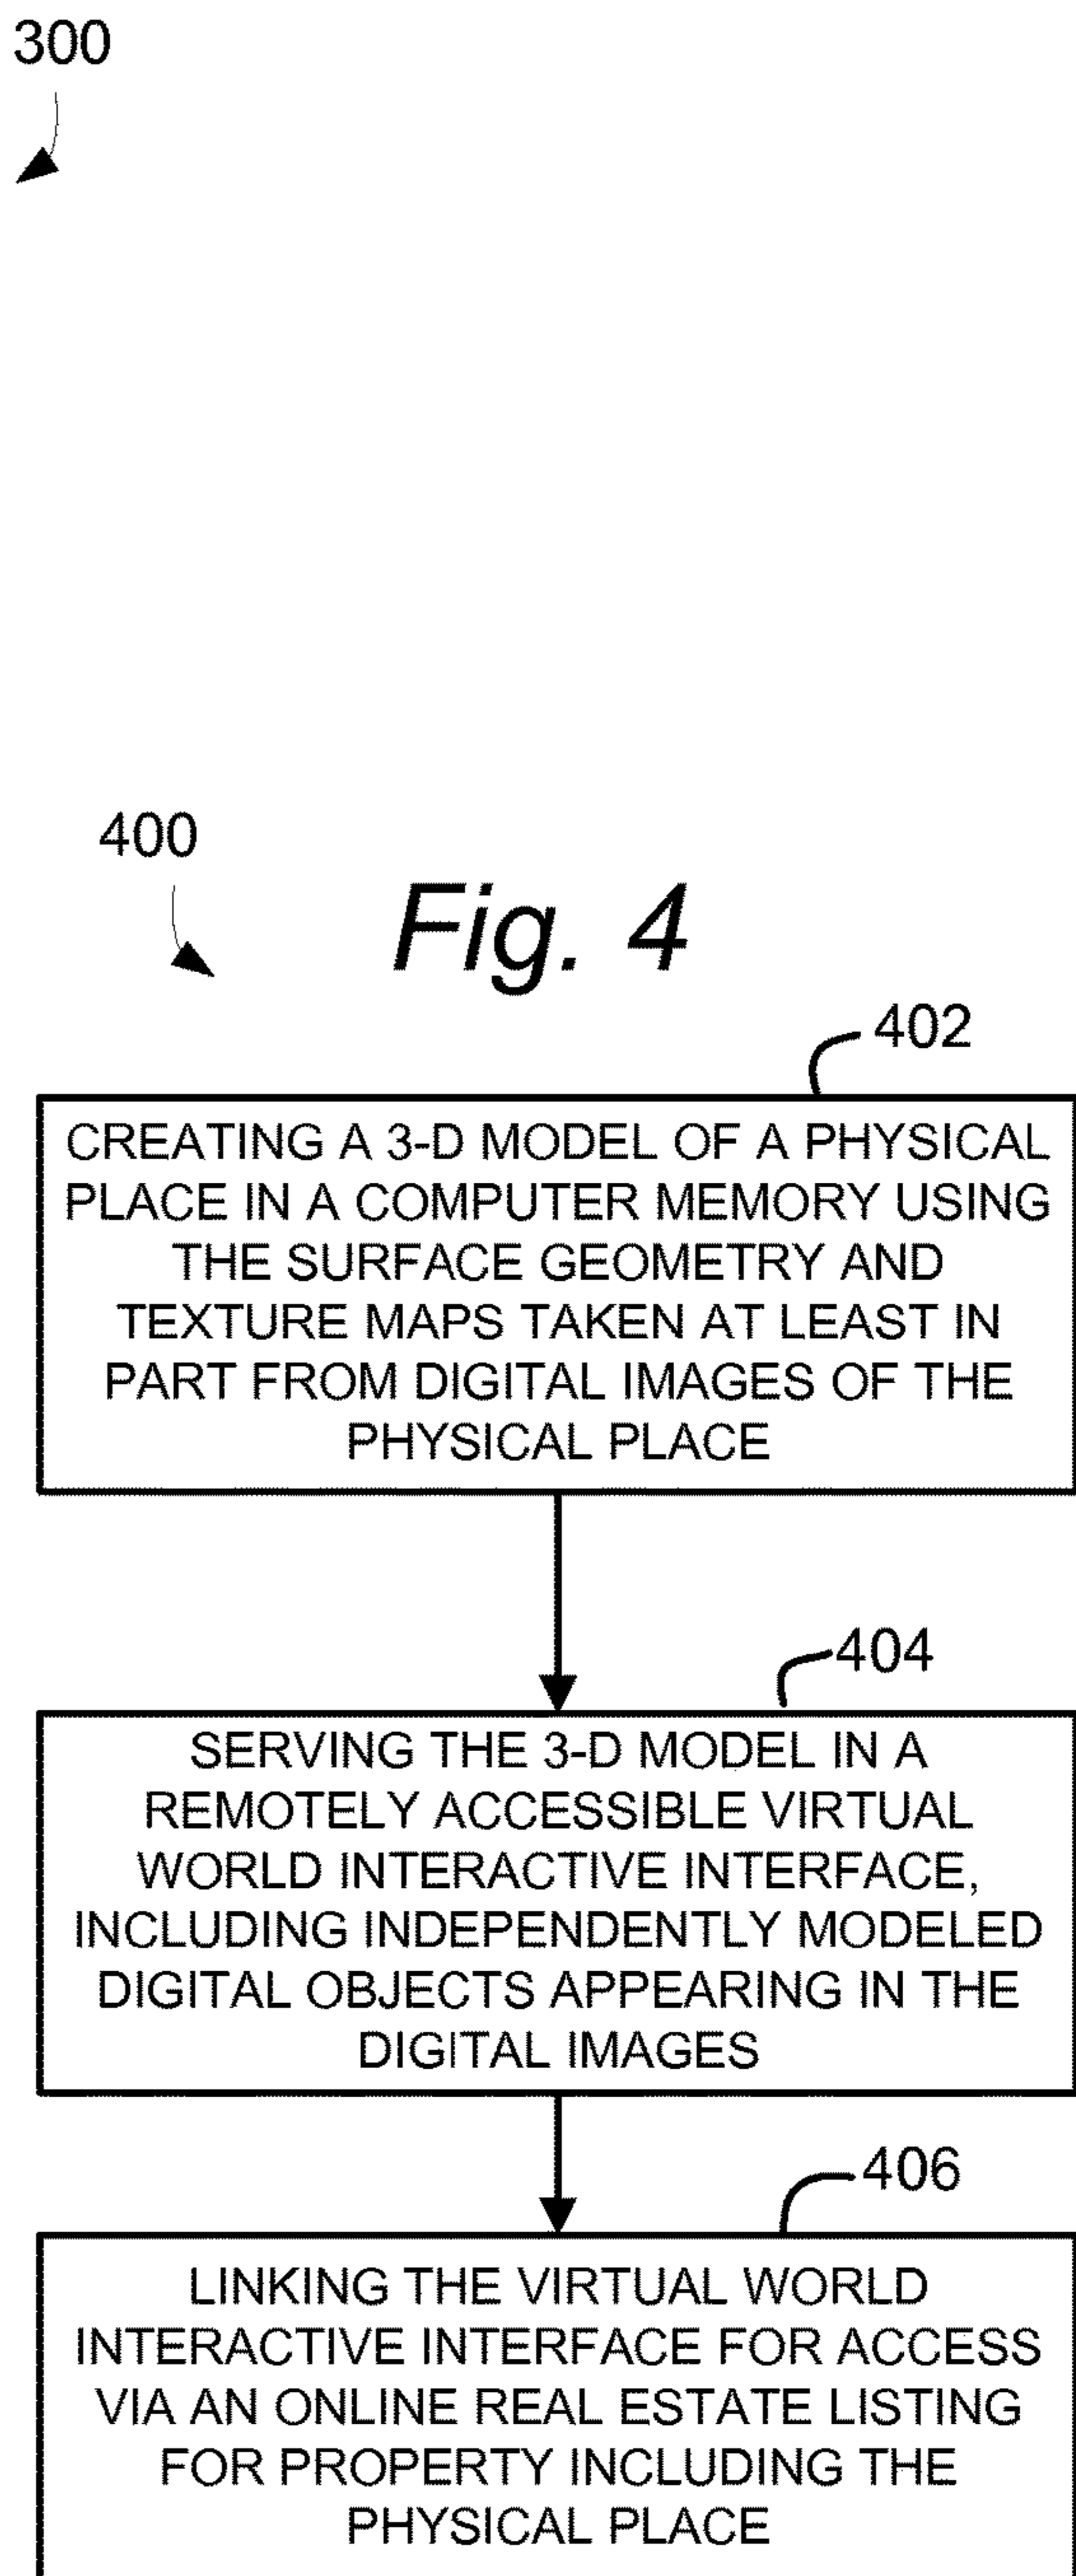 300
400
Fig. 4
402
CREATING A 3-D MODEL OF A PHYSICAL
PLACE IN A COMPUTER MEMORY USING
THE SURFACE GEOMETRY AND
TEXTURE MAPS TAKEN AT LEAST IN
PART FROM DIGITAL IMAGES OF THE
PHYSICAL PLACE
404
SERVING THE 3-D MODEL IN A
REMOTELY ACCESSIBLE VIRTUAL
WORLD INTERACTIVE INTERFACE,
INCLUDING INDEPENDENTLY MODELED
DIGITAL OBJECTS APPEARING IN THE
DIGITAL IMAGES
406
LINKING THE VIRTUAL WORLD
INTERACTIVE INTERFACE FOR ACCESS
VIA AN ONLINE REAL ESTATE LISTING
FOR PROPERTY INCLUDING THE
PHYSICAL PLACE